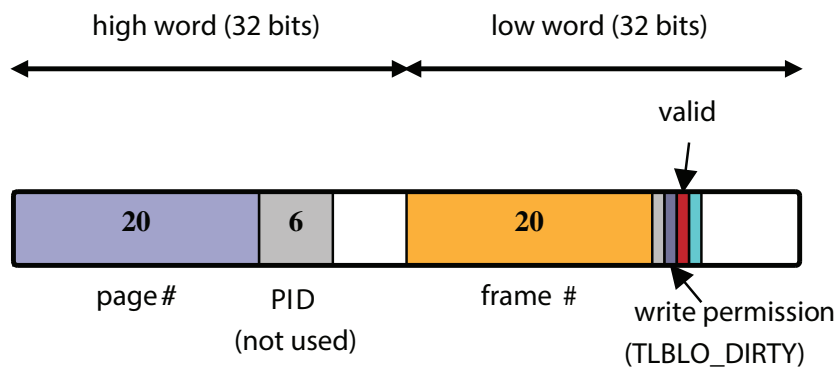 high word (32 bits)
low word (32 bits)
valid
20
6
20
page #
PID
(not used)
frame #
write permission
(TLBLO_DIRTY)